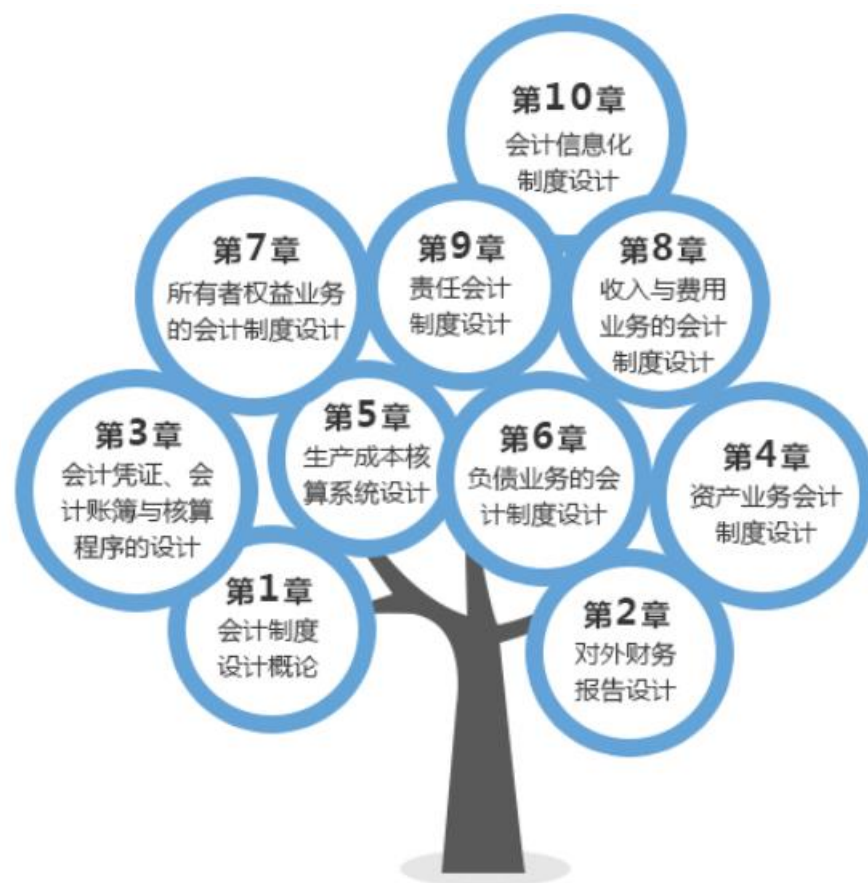 第10章
会计信息化
制度设计
第7章
所有者权益业务
的会计制度设计
第9章
责任会计
制度设计
第8章
收入与费用
业务的会计
制度设计
第3章
会计凭证、会
计账簿与核算
程序的设计
第5章
生产成本核
算系统设计
第6章
负债业务的会
计制度设计
第4章
资产业务会计
制度设计
第1章
会计制度
设计概论
第2章
对外财务
报告设计